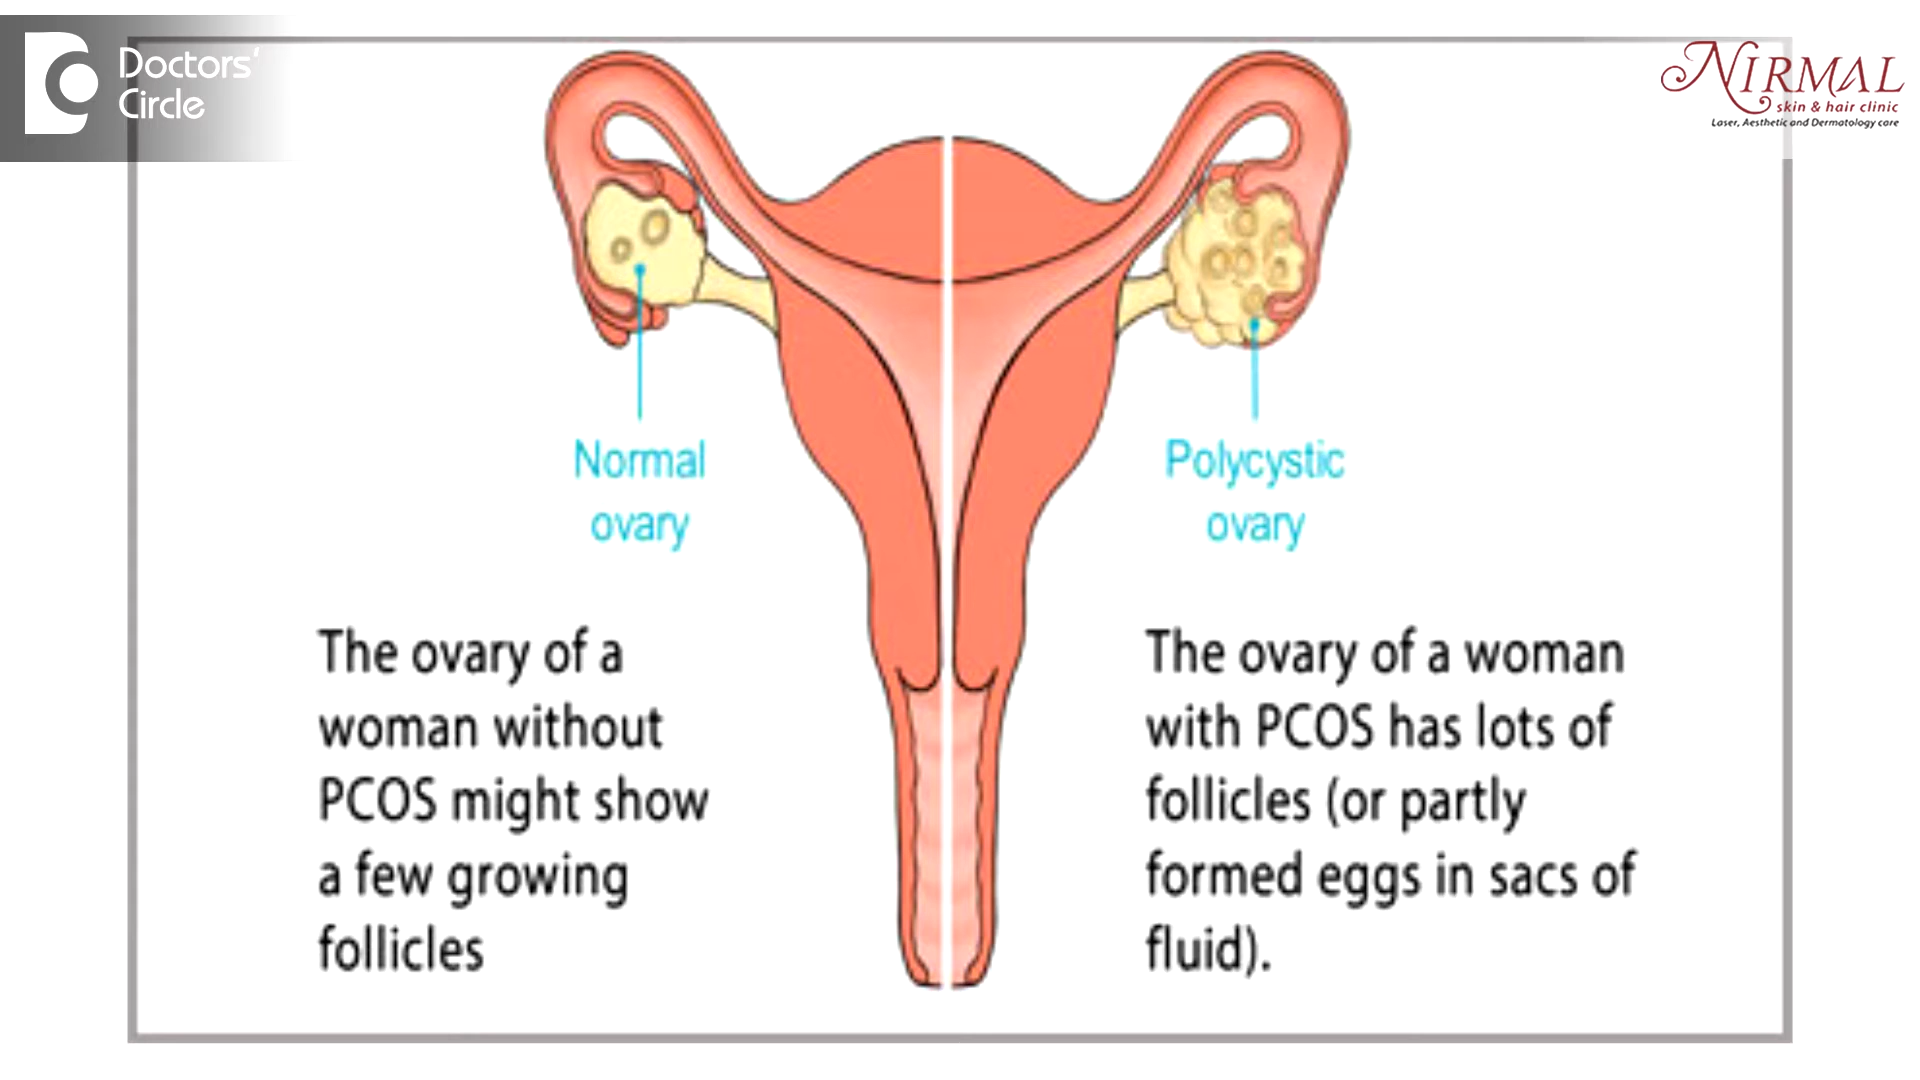 Doctors'
Circle
NIRMAL
skin & hair clinic
Laser, Aesthetic and Dermatology care
Normal
ovary
Polycystic
ovary
The ovary of a
woman without
PCOS might show
a few growing
follicles
The ovary of a woman
with PCOS has lots of
follicles (or partly
formed eggs in sacs of
fluid).